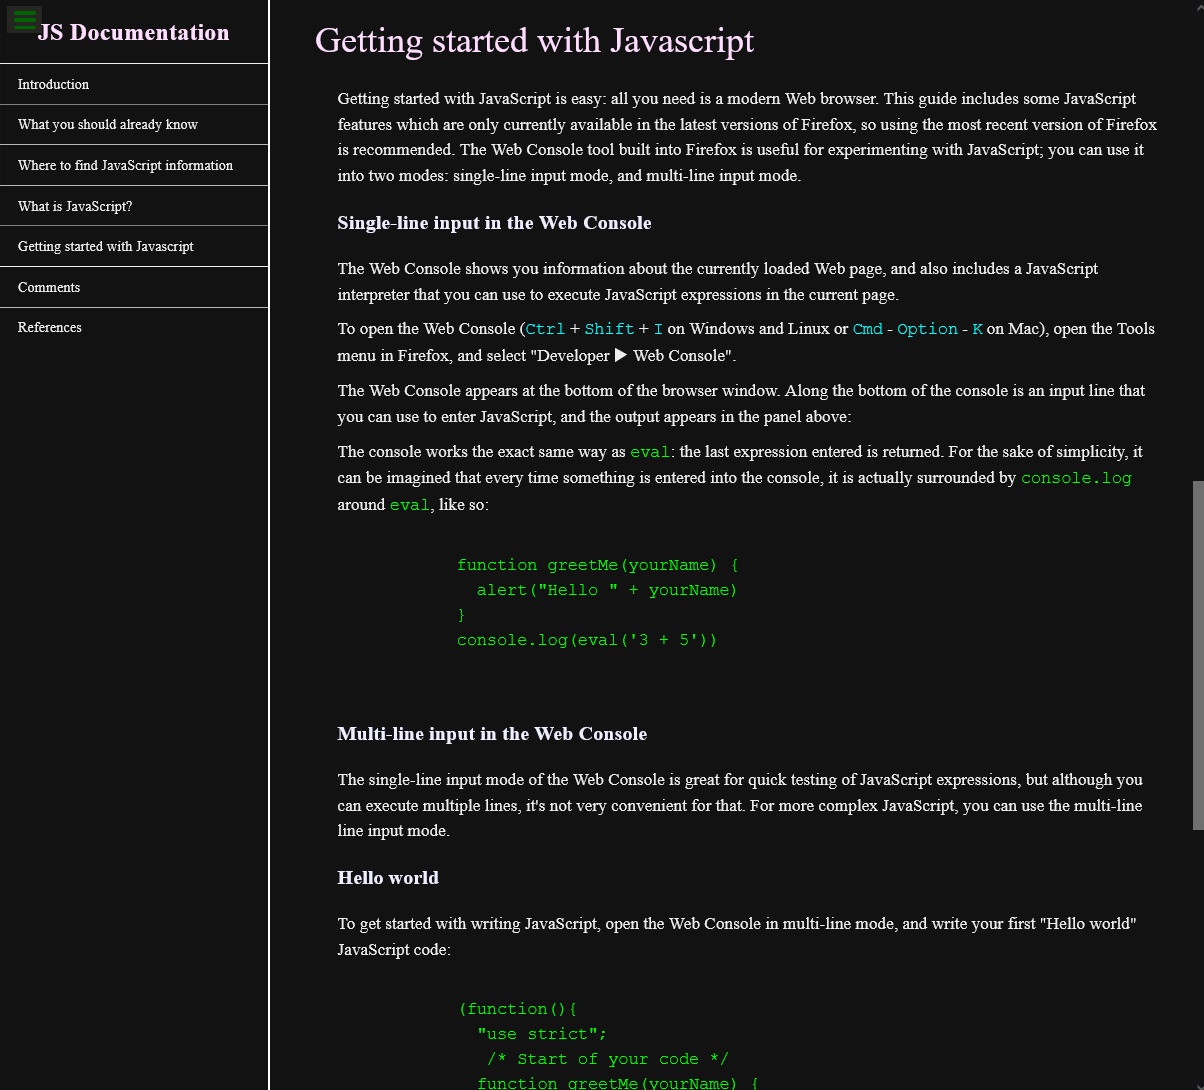 JS Documentation
Introduction
What you should already know
Where to find JavaScript information
What is JavaScript?
Getting started with Javascript
Comments
References
Getting started with Javascript
Getting started with JavaScript is easy: all you need is a modern Web browser. This guide includes some JavaScript
features which are only currently available in the latest versions of Firefox, so using the most recent version of Firefox
is recommended. The Web Console tool built into Firefox is useful for experimenting with JavaScript; you can use it
into two modes: single-line input mode, and multi-line input mode.
Single-line input in the Web Console
The Web Console shows you information about the currently loaded Web page, and also includes a JavaScript
interpreter that you can use to execute JavaScript expressions in the current page.
To open the Web Console (Ctrl + Shift + I on Windows and Linux or Cmd - Option - K on Mac), open the Tools
menu in Firefox, and select "Developer ▶ Web Console".
The Web Console appears at the bottom of the browser window. Along the bottom of the console is an input line that
you can use to enter JavaScript, and the output appears in the panel above:
The console works the exact same way as eval: the last expression entered is returned. For the sake of simplicity, it
can be imagined that every time something is entered into the console, it is actually surrounded by console.log
around eval, like so:
function greetMe(yourName) {
  alert("Hello " + yourName)
}
console.log(eval('3 + 5'))
Multi-line input in the Web Console
The single-line input mode of the Web Console is great for quick testing of JavaScript expressions, but although you
can execute multiple lines, it's not very convenient for that. For more complex JavaScript, you can use the multi-line
line input mode.
Hello world
To get started with writing JavaScript, open the Web Console in multi-line mode, and write your first "Hello world"
JavaScript code:
(function(){
  "use strict";
   /* Start of your code */
  function greetMe(yourName) {